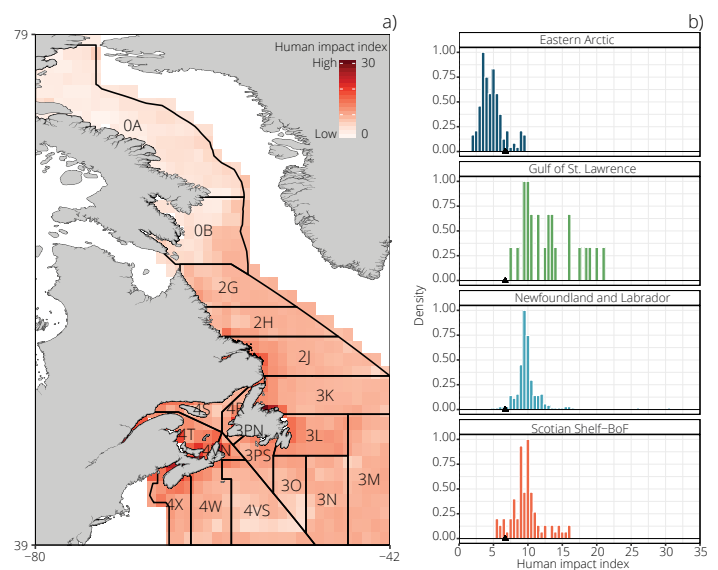 a)
79
Human impact index
High 30
Low 0
0A
0B
2G
2H
2J
3K
4S
4R
3L
4T
3PN
4VN
3PS
3M
3O
3N
4X
4W
4VS
39
−80
−42
b)
Eastern Arctic
1.00
0.75
0.50
0.25
0.00
Gulf of St. Lawrence
1.00
0.75
0.50
0.25
0.00
Density
Newfoundland and Labrador
1.00
0.75
0.50
0.25
0.00
Scotian Shelf−BoF
1.00
0.75
0.50
0.25
0.00
0 5 10 15 20 25 30 35
Human impact index